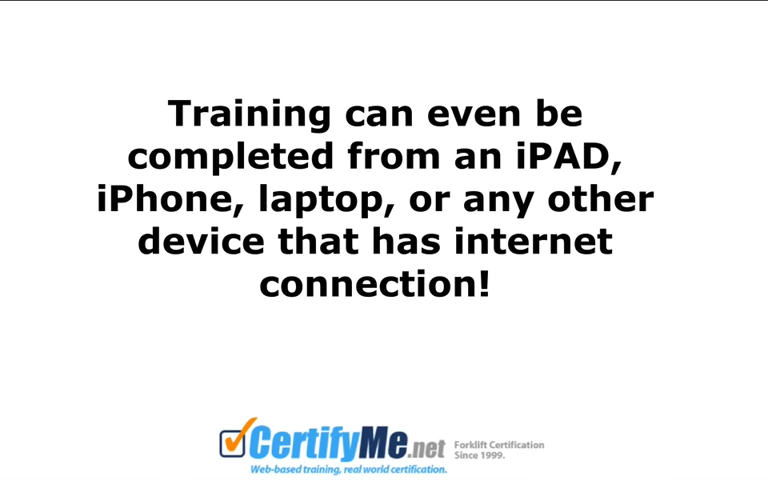 Training can even be
completed from an iPAD,
iPhone, laptop, or any other
device that has internet
connection!
CertifyMe.net
Forklift Certification
Since 1999.
Web-based training, real world certification.